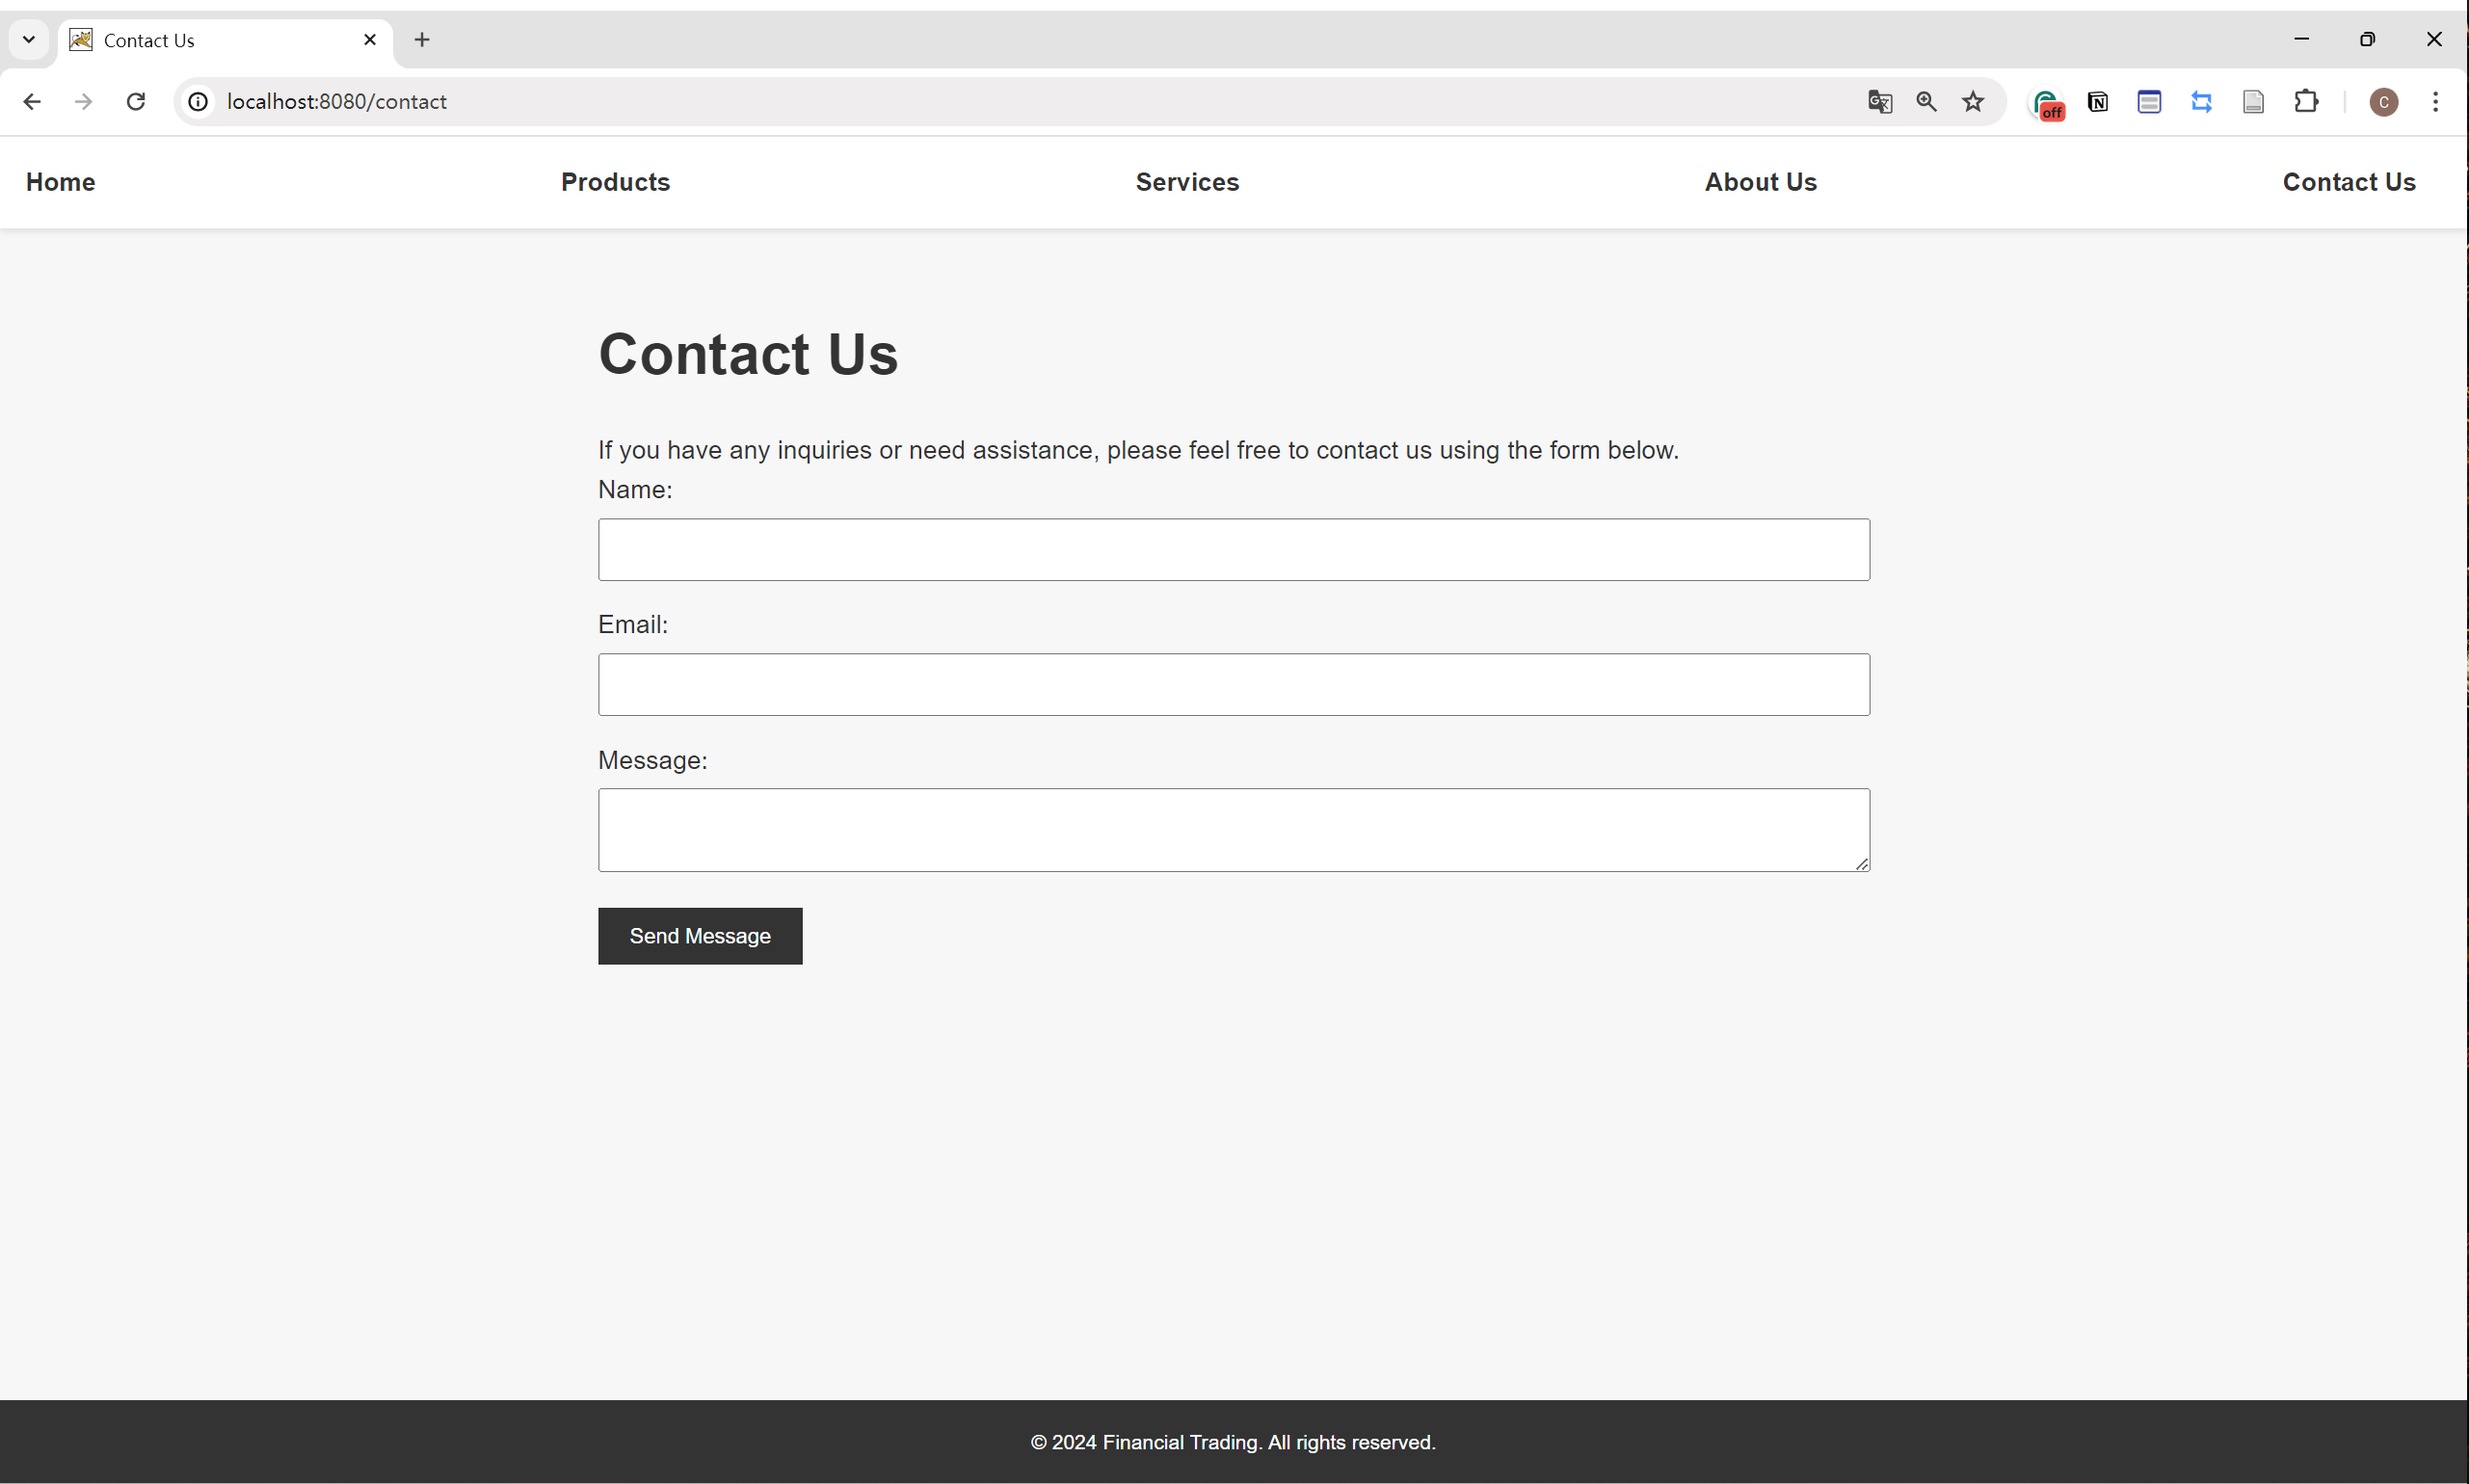 Contact Us
localhost:8080/contact
off
C
Home Products Services About Us Contact Us
Contact Us
If you have any inquiries or need assistance, please feel free to contact us using the form below.
Name:
Email:
Message:
Send Message
© 2024 Financial Trading. All rights reserved.